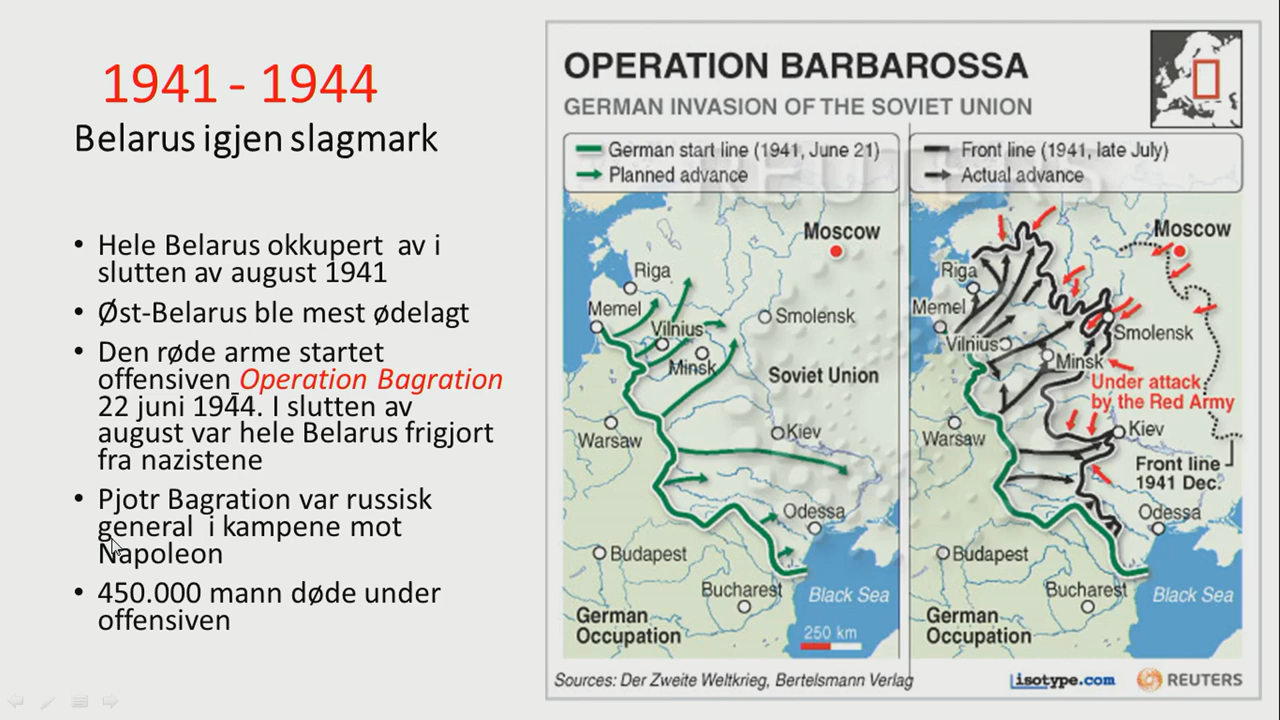 1941 - 1944
Belarus igjen slagmark
• Hele Belarus okkupert av i
slutten av august 1941
• Øst-Belarus ble mest ødelagt
• Den røde arme startet
offensiven Operation Bagration
22 juni 1944. I slutten av
august var hele Belarus frigjort
fra nazistene
• Pjotr Bagration var russisk
general i kampene mot
Napoleon
• 450.000 mann døde under
offensiven
OPERATION BARBAROSSA
GERMAN INVASION OF THE SOVIET UNION
German start line (1941, June 21)
Planned advance
Moscow
Riga
Memel
Vilnius
Smolensk
Minsk
Soviet Union
Warsaw
Kiev
Odessa
Budapest
Bucharest
Black Sea
German
Occupation
250 km
Front line (1941, late July)
Actual advance
Moscow
Riga
Memel
Vilnius
Smolensk
Minsk
Under attack
by the Red Army
Warsaw
Kiev
Front line
1941 Dec.
Odessa
Budapest
Bucharest
Black Sea
German
Occupation
REUTERS
Sources: Der Zweite Weltkrieg, Bertelsmann Verlag
isotype.com
REUTERS